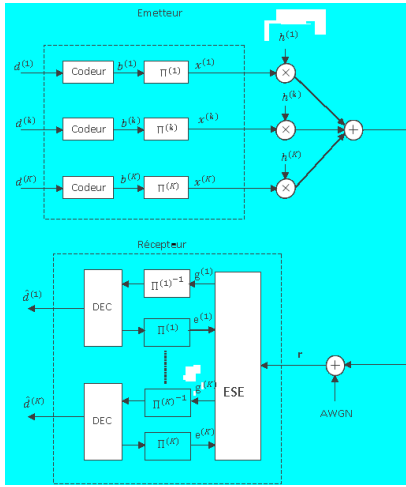 Emetteur
h^(1)
d^(1) Codeur b^(1) Π^(1) x^(1) ×
h^(k)
d^(k) Codeur b^(k) Π^(k) x^(k) × +
h^(K)
d^(K) Codeur b^(K) Π^(K) x^(K) ×
Récepteur
d̂^(1) DEC Π^(1)^-1 g^(1)
Π^(1) e^(1)
ESE r +
d̂^(K) DEC Π^(K)^-1 g^(K)
Π^(K) e^(K)
AWGN